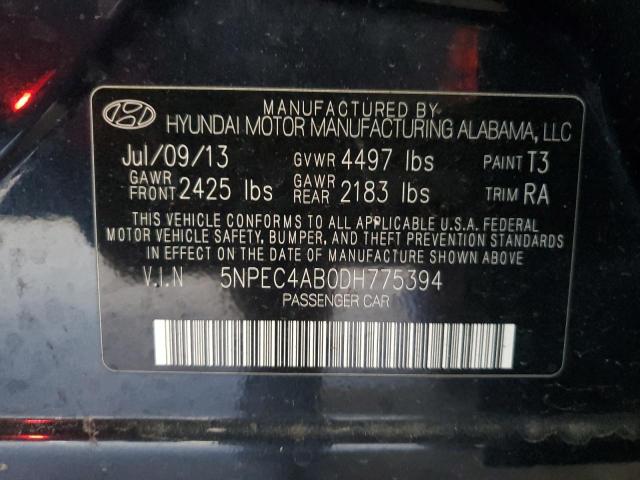 MANUFACTURED BY
HYUNDAI MOTOR MANUFACTURING ALABAMA, LLC
Jul/09/13 GVWR 4497 lbs PAINT T3
GAWR FRONT 2425 lbs GAWR REAR 2183 lbs TRIM RA
THIS VEHICLE CONFORMS TO ALL APPLICABLE U.S.A. FEDERAL
MOTOR VEHICLE SAFETY, BUMPER, AND THEFT PREVENTION STANDARDS
IN EFFECT ON THE DATE OF MANUFACTURE SHOWN ABOVE.
V.I.N 5NPEC4AB0DH775394
PASSENGER CAR